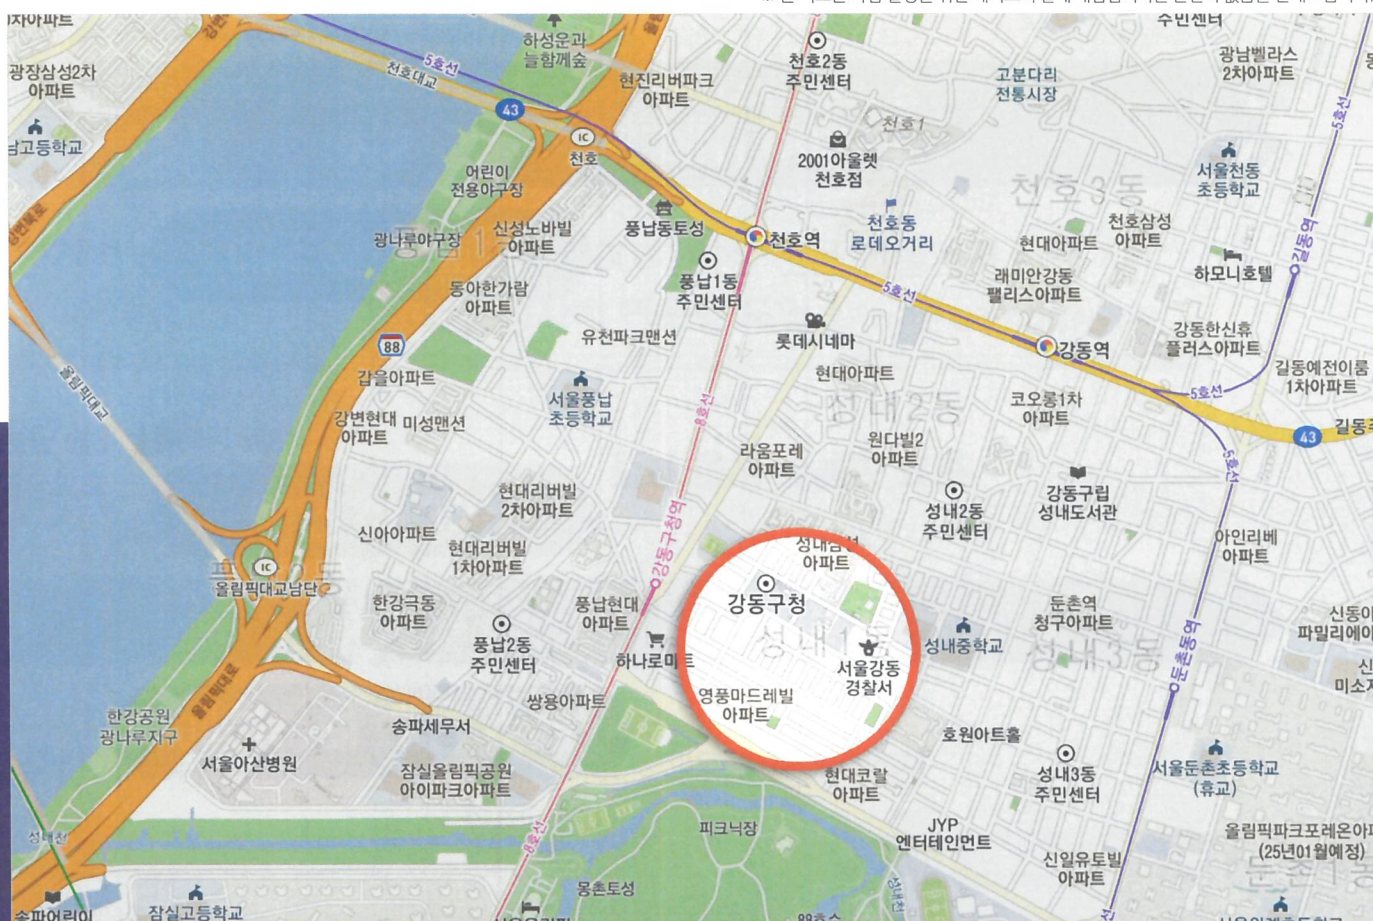 차아파트
주민센터
하성운과
늘함께숲
천호2동
주민센터
광남벨라스
2차아파트
5호선
천호대교
광장삼성2차
아파트
현진리버파크
아파트
고분다리
전통시장
43
IC
천호
천호1
5호선
남고등학교
2001아울렛
천호점
서울천동
초등학교
어린이
전용야구장
천호3동
강변북로
광나루야구장
신성노바빌
아파트
풍납동토성
천호역
천호동
로데오거리
현대아파트
천호삼성
아파트
길동역
하모니호텔
풍납1동
주민센터
래미안강동
팰리스아파트
동아한가람
아파트
5호선
유천파크맨션
롯데시네마
강동역
강동한신휴
플러스아파트
88
갑을아파트
현대아파트
길동예전이룸
1차아파트
올림픽대교
서울풍납
초등학교
8호선
성내2동
코오롱1차
아파트
5호선
강변현대
아파트
미성맨션
43
라움포레
아파트
원다빌2
아파트
5호선
현대리버빌
2차아파트
성내2동
주민센터
강동구립
성내도서관
신아아파트
현대리버빌
1차아파트
강동구청역
성내삼성
아파트
아인리베
아파트
IC
올림픽대교남단
강동구청
한강극동
아파트
풍납현대
아파트
둔촌역
청구아파트
풍납2동
주민센터
하나로마트
성내1동
성내중학교
성내3동
둔촌동역
서울강동
경찰서
올림픽대로
쌍용아파트
영풍마드레빌
아파트
한강공원
광나루지구
송파세무서
호원아트홀
서울아산병원
잠실올림픽공원
아이파크아파트
현대코랄
아파트
성내3동
주민센터
서울둔촌초등학교
(휴교)
성내천
8호선
피크닉장
JYP
엔터테인먼트
올림픽파크포레온아파
(25년01월예정)
신일유토빌
아파트
몽촌토성
성내천
둔촌1동
송파어린이
잠실고등학교
88호수